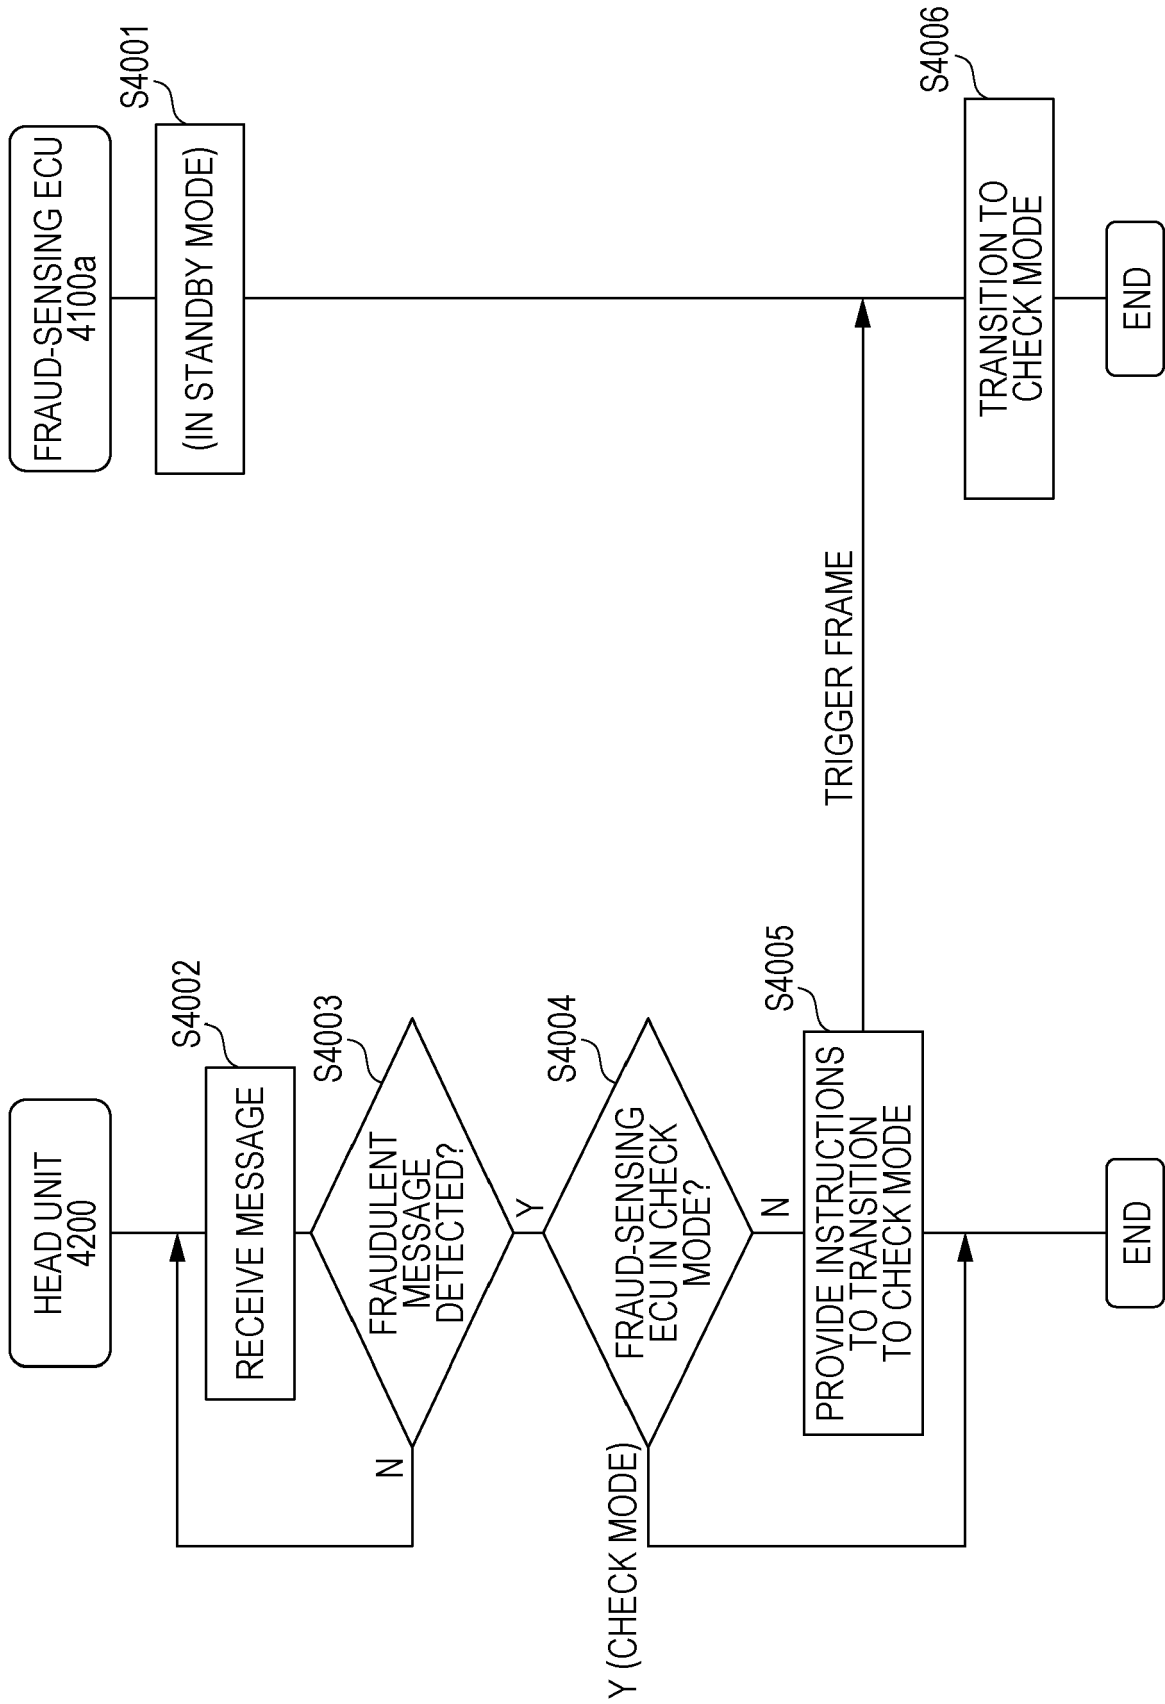 HEAD UNIT
4200
S4002
RECEIVE MESSAGE
S4003
FRAUDULENT
MESSAGE
DETECTED?
N
Y
S4004
FRAUD-SENSING
ECU IN CHECK
MODE?
Y (CHECK MODE)
N
S4005
PROVIDE INSTRUCTIONS
TO TRANSITION
TO CHECK MODE
END
TRIGGER FRAME
FRAUD-SENSING ECU
4100a
S4001
(IN STANDBY MODE)
S4006
TRANSITION TO
CHECK MODE
END